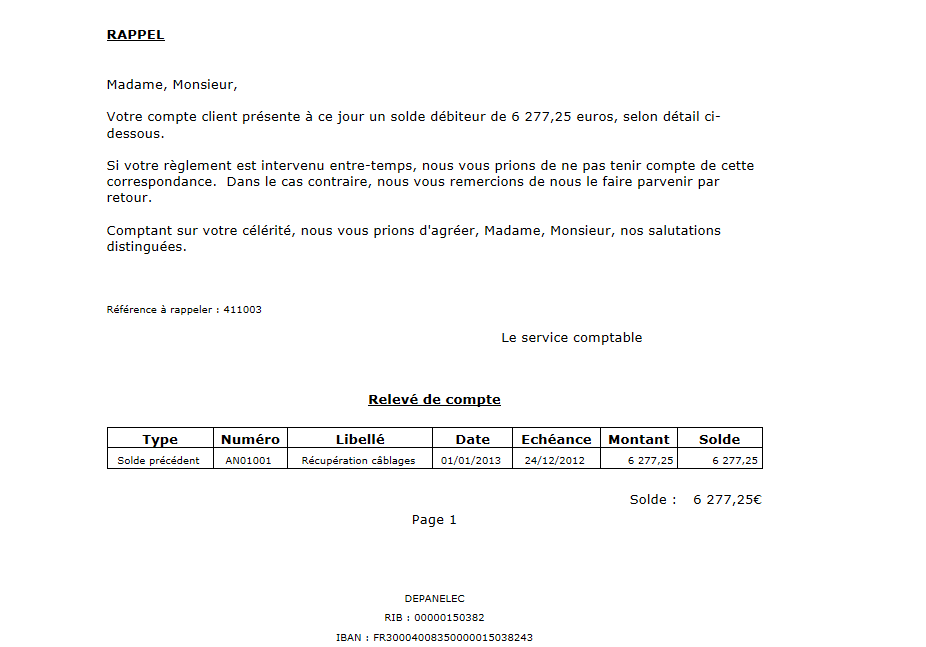 RAPPEL
Madame, Monsieur,
Votre compte client présente à ce jour un solde débiteur de 6 277,25 euros, selon détail ci-
dessous.
Si votre règlement est intervenu entre-temps, nous vous prions de ne pas tenir compte de cette
correspondance.  Dans le cas contraire, nous vous remercions de nous le faire parvenir par
retour.
Comptant sur votre célérité, nous vous prions d'agréer, Madame, Monsieur, nos salutations
distinguées.
Référence à rappeler : 411003
Le service comptable
Relevé de compte
Type Numéro Libellé Date Echéance Montant Solde
Solde précédent AN01001 Récupération câblages 01/01/2013 24/12/2012 6 277,25 6 277,25
Solde : 6 277,25€
Page 1
DEPANELEC
RIB : 00000150382
IBAN : FR3000400835000001503​8243